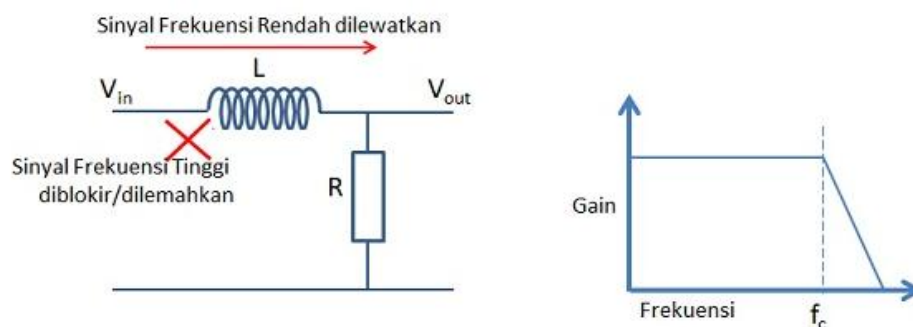 Sinyal Frekuensi Rendah dilewatkan
L
Vin
Vout
Sinyal Frekuensi Tinggi
diblokir/dilemahkan
R
Gain
Frekuensi
fc